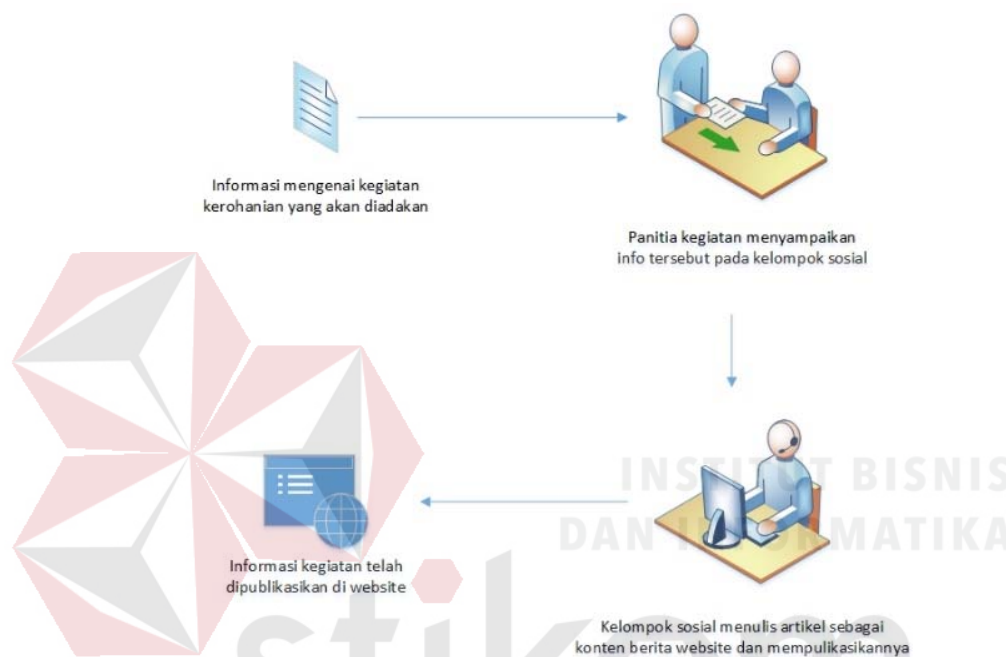 Informasi mengenai kegiatan
kerohanian yang akan diadakan
Panitia kegiatan menyampaikan
info tersebut pada kelompok sosial
INSTITUT BISNIS
DAN INFORMATIKA
Informasi kegiatan telah
dipublikasikan di website
Kelompok sosial menulis artikel sebagai
konten berita website dan mempulikasikannya
stikom